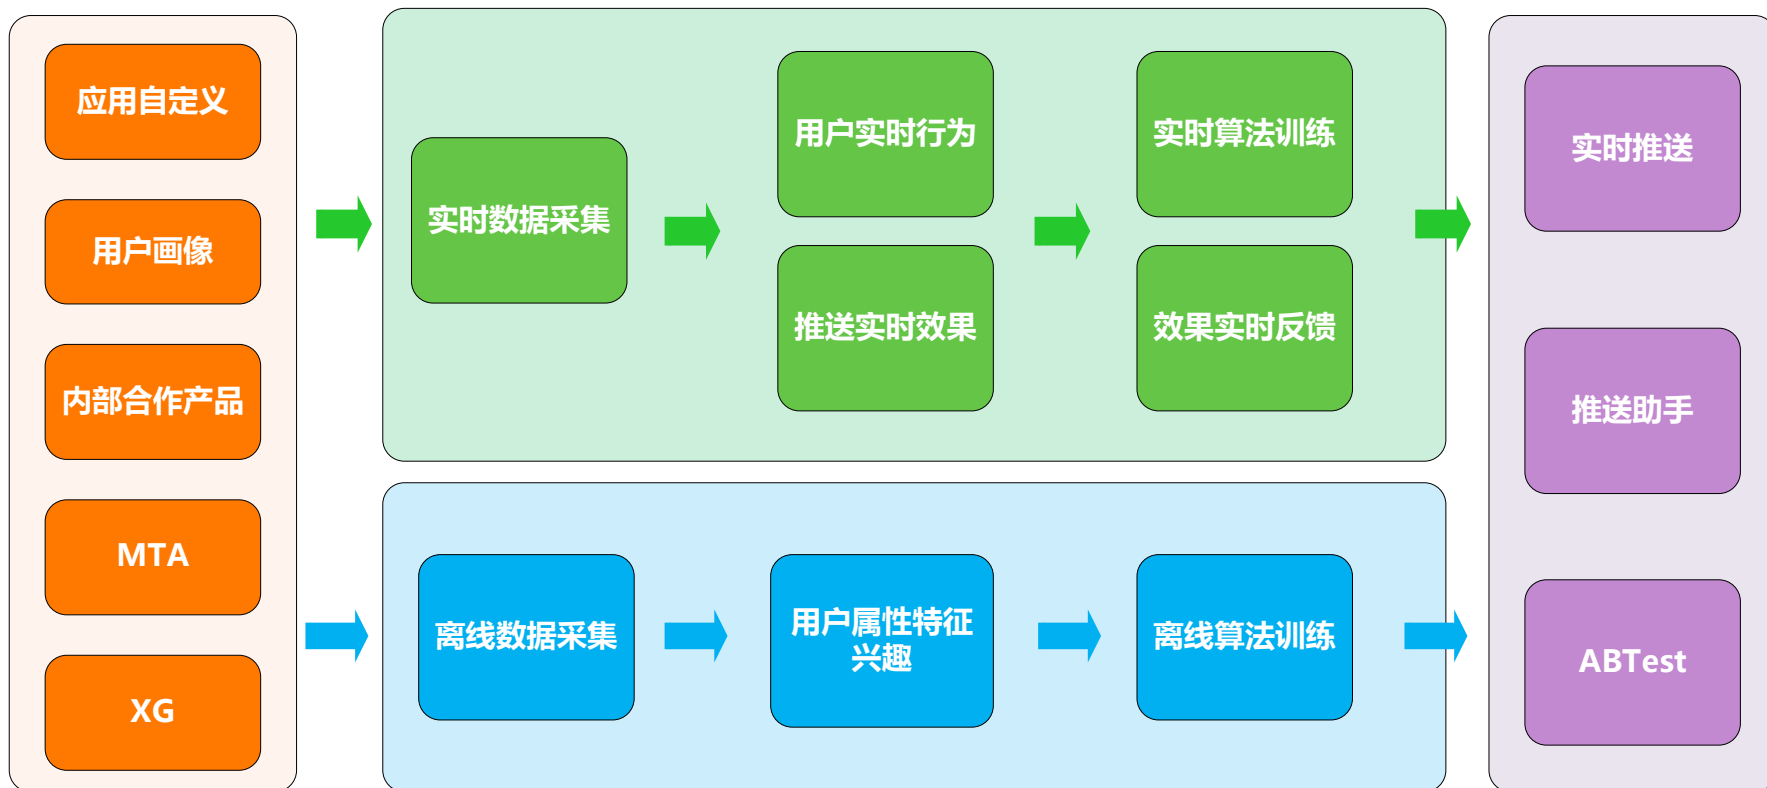 应用自定义
用户画像
内部合作产品
MTA
XG
实时数据采集
用户实时行为
推送实时效果
实时算法训练
效果实时反馈
离线数据采集
用户属性特征
兴趣
离线算法训练
实时推送
推送助手
ABTest